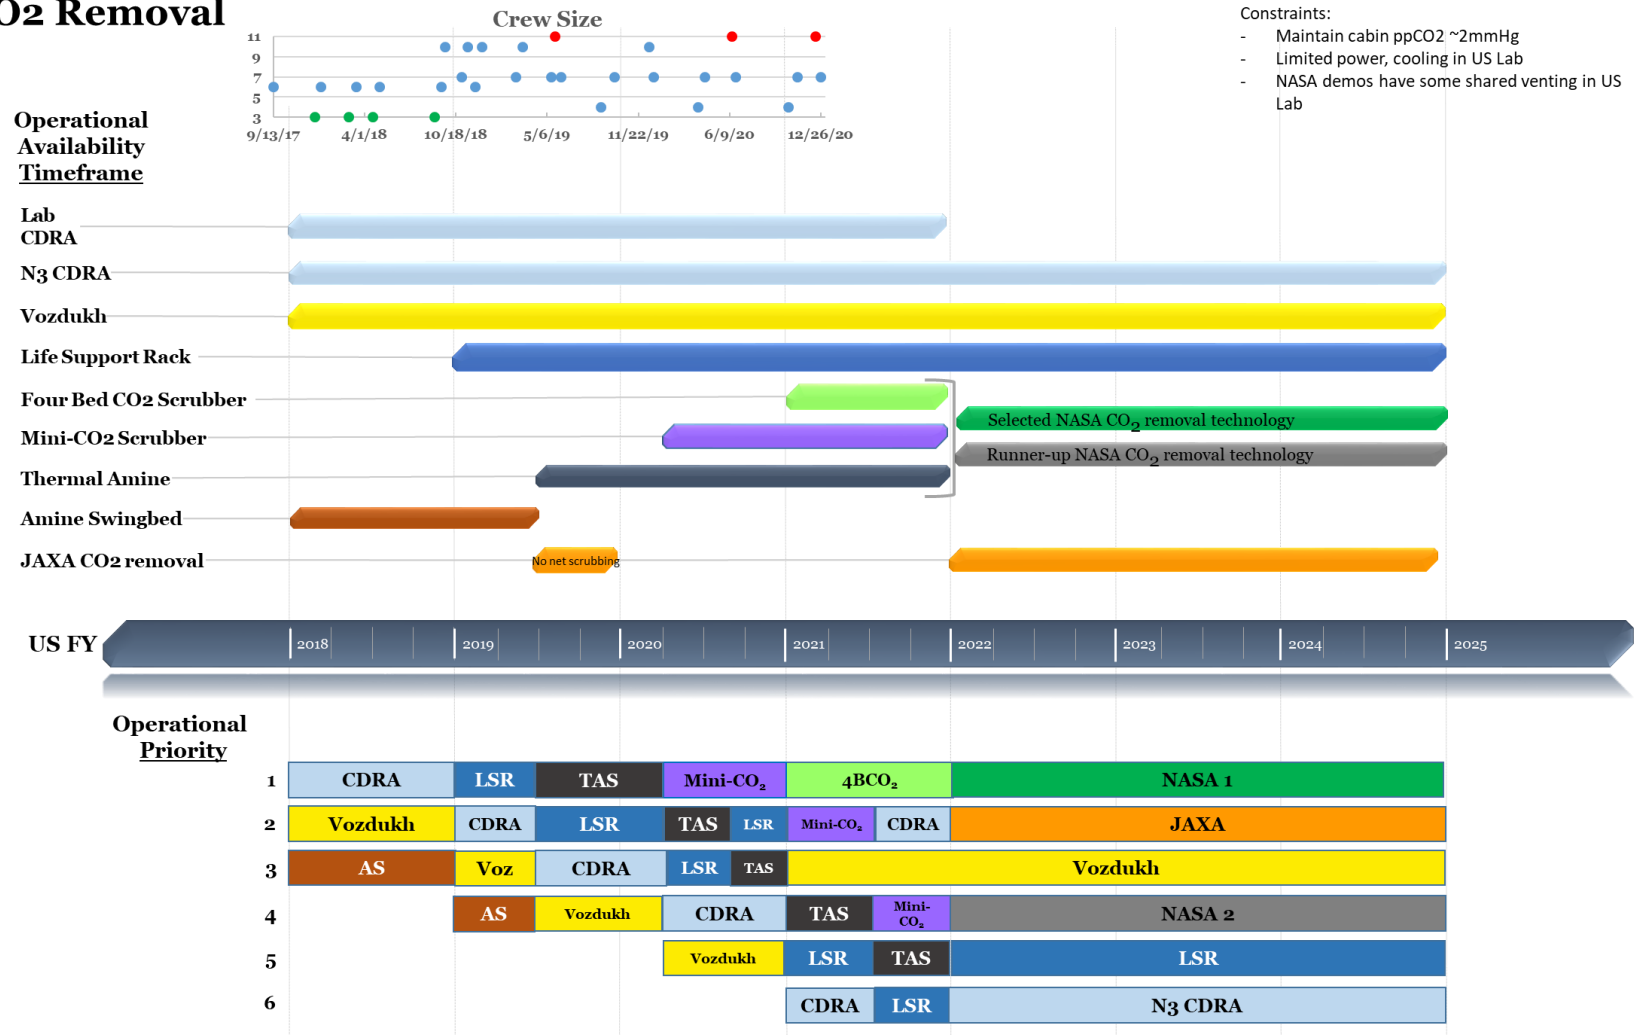 O2 Removal
Crew Size
11
9
7
5
3
9/13/17
4/1/18
10/18/18
5/6/19
11/22/19
6/9/20
12/26/20
Constraints:
- Maintain cabin ppCO2 ~2mmHg
- Limited power, cooling in US Lab
- NASA demos have some shared venting in US
Lab
Operational
Availability
Timeframe
Lab
CDRA
N3 CDRA
Vozdukh
Life Support Rack
Four Bed CO2 Scrubber
Selected NASA CO2 removal technology
Mini-CO2 Scrubber
Runner-up NASA CO2 removal technology
Thermal Amine
Amine Swingbed
JAXA CO2 removal
No net scrubbing
US FY
2018
2019
2020
2021
2022
2023
2024
2025
Operational
Priority
1
CDRA
LSR
TAS
Mini-CO₂
4BCO₂
NASA 1
2
Vozdukh
CDRA
LSR
TAS
LSR
Mini-CO₂
CDRA
JAXA
3
AS
Voz
CDRA
LSR
TAS
Vozdukh
4
AS
Vozdukh
CDRA
TAS
Mini-
CO₂
NASA 2
5
Vozdukh
LSR
TAS
LSR
6
CDRA
LSR
N3 CDRA